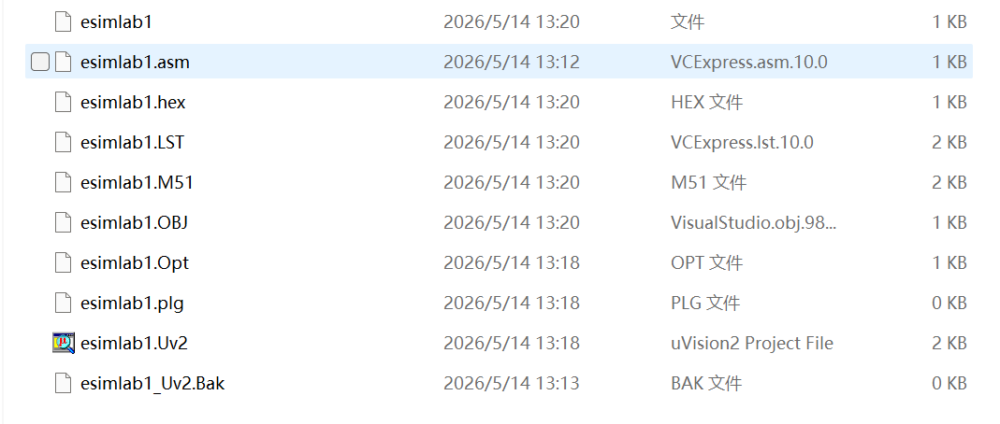 esimlab1 2026/5/14 13:20 文件 1 KB
esimlab1.asm 2026/5/14 13:12 VCExpress.asm.10.0 1 KB
esimlab1.hex 2026/5/14 13:20 HEX 文件 1 KB
esimlab1.LST 2026/5/14 13:20 VCExpress.lst.10.0 2 KB
esimlab1.M51 2026/5/14 13:20 M51 文件 2 KB
esimlab1.OBJ 2026/5/14 13:20 VisualStudio.obj.98... 1 KB
esimlab1.Opt 2026/5/14 13:18 OPT 文件 1 KB
esimlab1.plg 2026/5/14 13:18 PLG 文件 0 KB
esimlab1.Uv2 2026/5/14 13:18 uVision2 Project File 2 KB
esimlab1_Uv2.Bak 2026/5/14 13:13 BAK 文件 0 KB